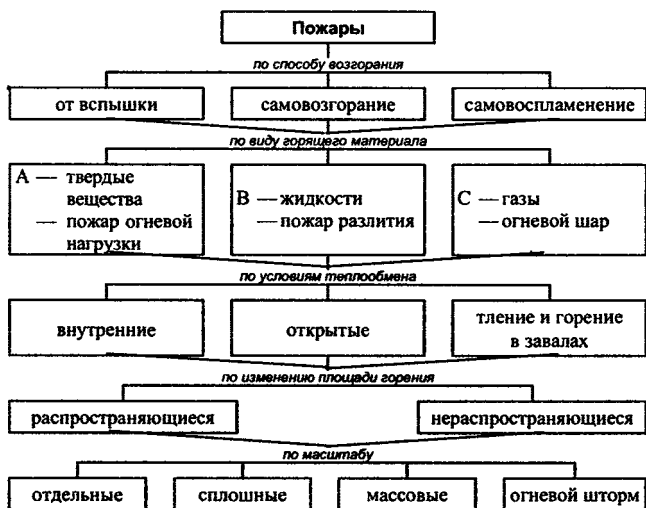 Пожары
по способу возгорания
от вспышки
самовозгорание
самовоспламенение
по виду горящего материала
А — твердые
вещества
— пожар огневой
нагрузки
В — жидкости
— пожар разлития
С — газы
— огневой шар
по условиям теплообмена
внутренние
открытые
тление и горение
в завалах
по изменению площади горения
распространяющиеся
нераспространяющиеся
по масштабу
отдельные
сплошные
массовые
огневой шторм